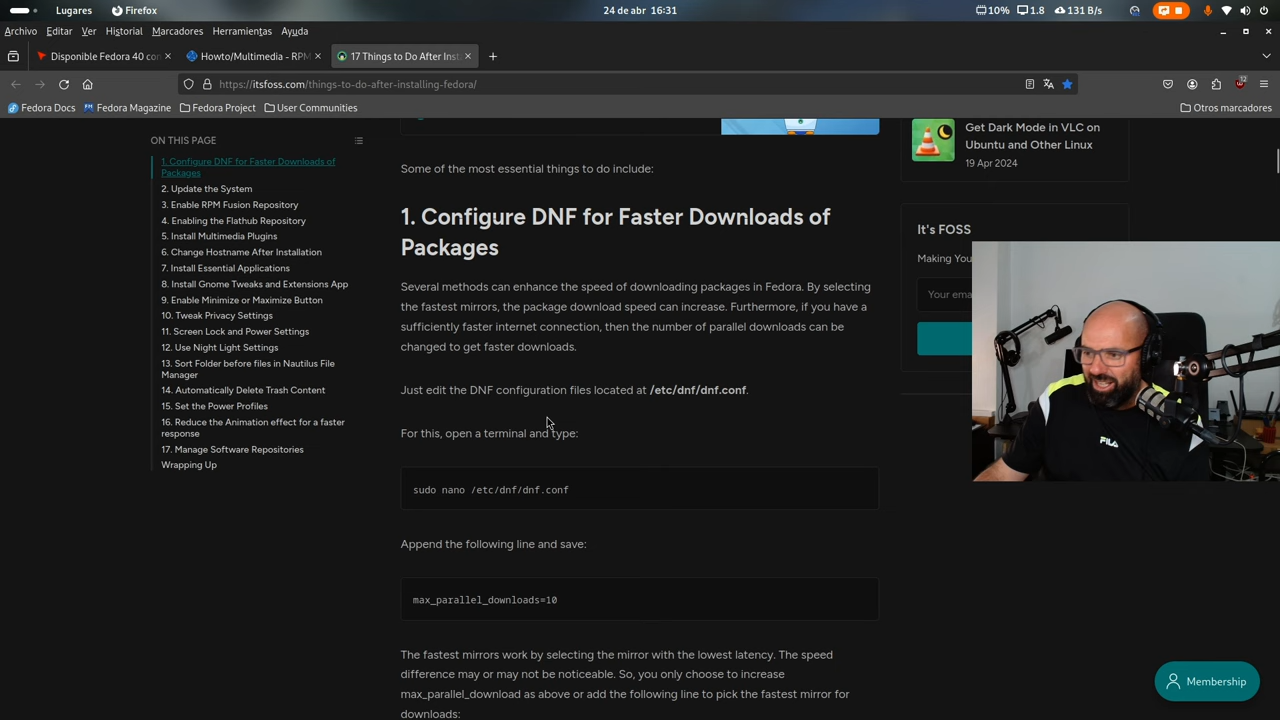 Lugares
Firefox
24 de abr 16:31
10%
1.8
131 B/s
Archivo Editar Ver Historial Marcadores Herramientas Ayuda
Disponible Fedora 40 con
Howto/Multimedia - RPM
17 Things to Do After Inst
https://itsfoss.com/things-to-do-after-installing-fedora/
12
Fedora Docs
Fedora Magazine
Fedora Project
User Communities
Otros marcadores
ON THIS PAGE
1. Configure DNF for Faster Downloads of
Packages
2. Update the System
3. Enable RPM Fusion Repository
4. Enabling the Flathub Repository
5. Install Multimedia Plugins
6. Change Hostname After Installation
7. Install Essential Applications
8. Install Gnome Tweaks and Extensions App
9. Enable Minimize or Maximize Button
10. Tweak Privacy Settings
11. Screen Lock and Power Settings
12. Use Night Light Settings
13. Sort Folder before files in Nautilus File
Manager
14. Automatically Delete Trash Content
15. Set the Power Profiles
16. Reduce the Animation effect for a faster
response
17. Manage Software Repositories
Wrapping Up
Some of the most essential things to do include:
1. Configure DNF for Faster Downloads of
Packages
Several methods can enhance the speed of downloading packages in Fedora. By selecting
the fastest mirrors, the package download speed can increase. Furthermore, if you have a
sufficiently faster internet connection, then the number of parallel downloads can be
changed to get faster downloads.
Just edit the DNF configuration files located at /etc/dnf/dnf.conf.
For this, open a terminal and type:
sudo nano /etc/dnf/dnf.conf
Append the following line and save:
max_parallel_downloads=10
The fastest mirrors work by selecting the mirror with the lowest latency. The speed
difference may or may not be noticeable. So, you only choose to increase
max_parallel_download as above or add the following line to pick the fastest mirror for
downloads:
Get Dark Mode in VLC on
Ubuntu and Other Linux
19 Apr 2024
It's FOSS
Making You
Your ema
FILA
Membership